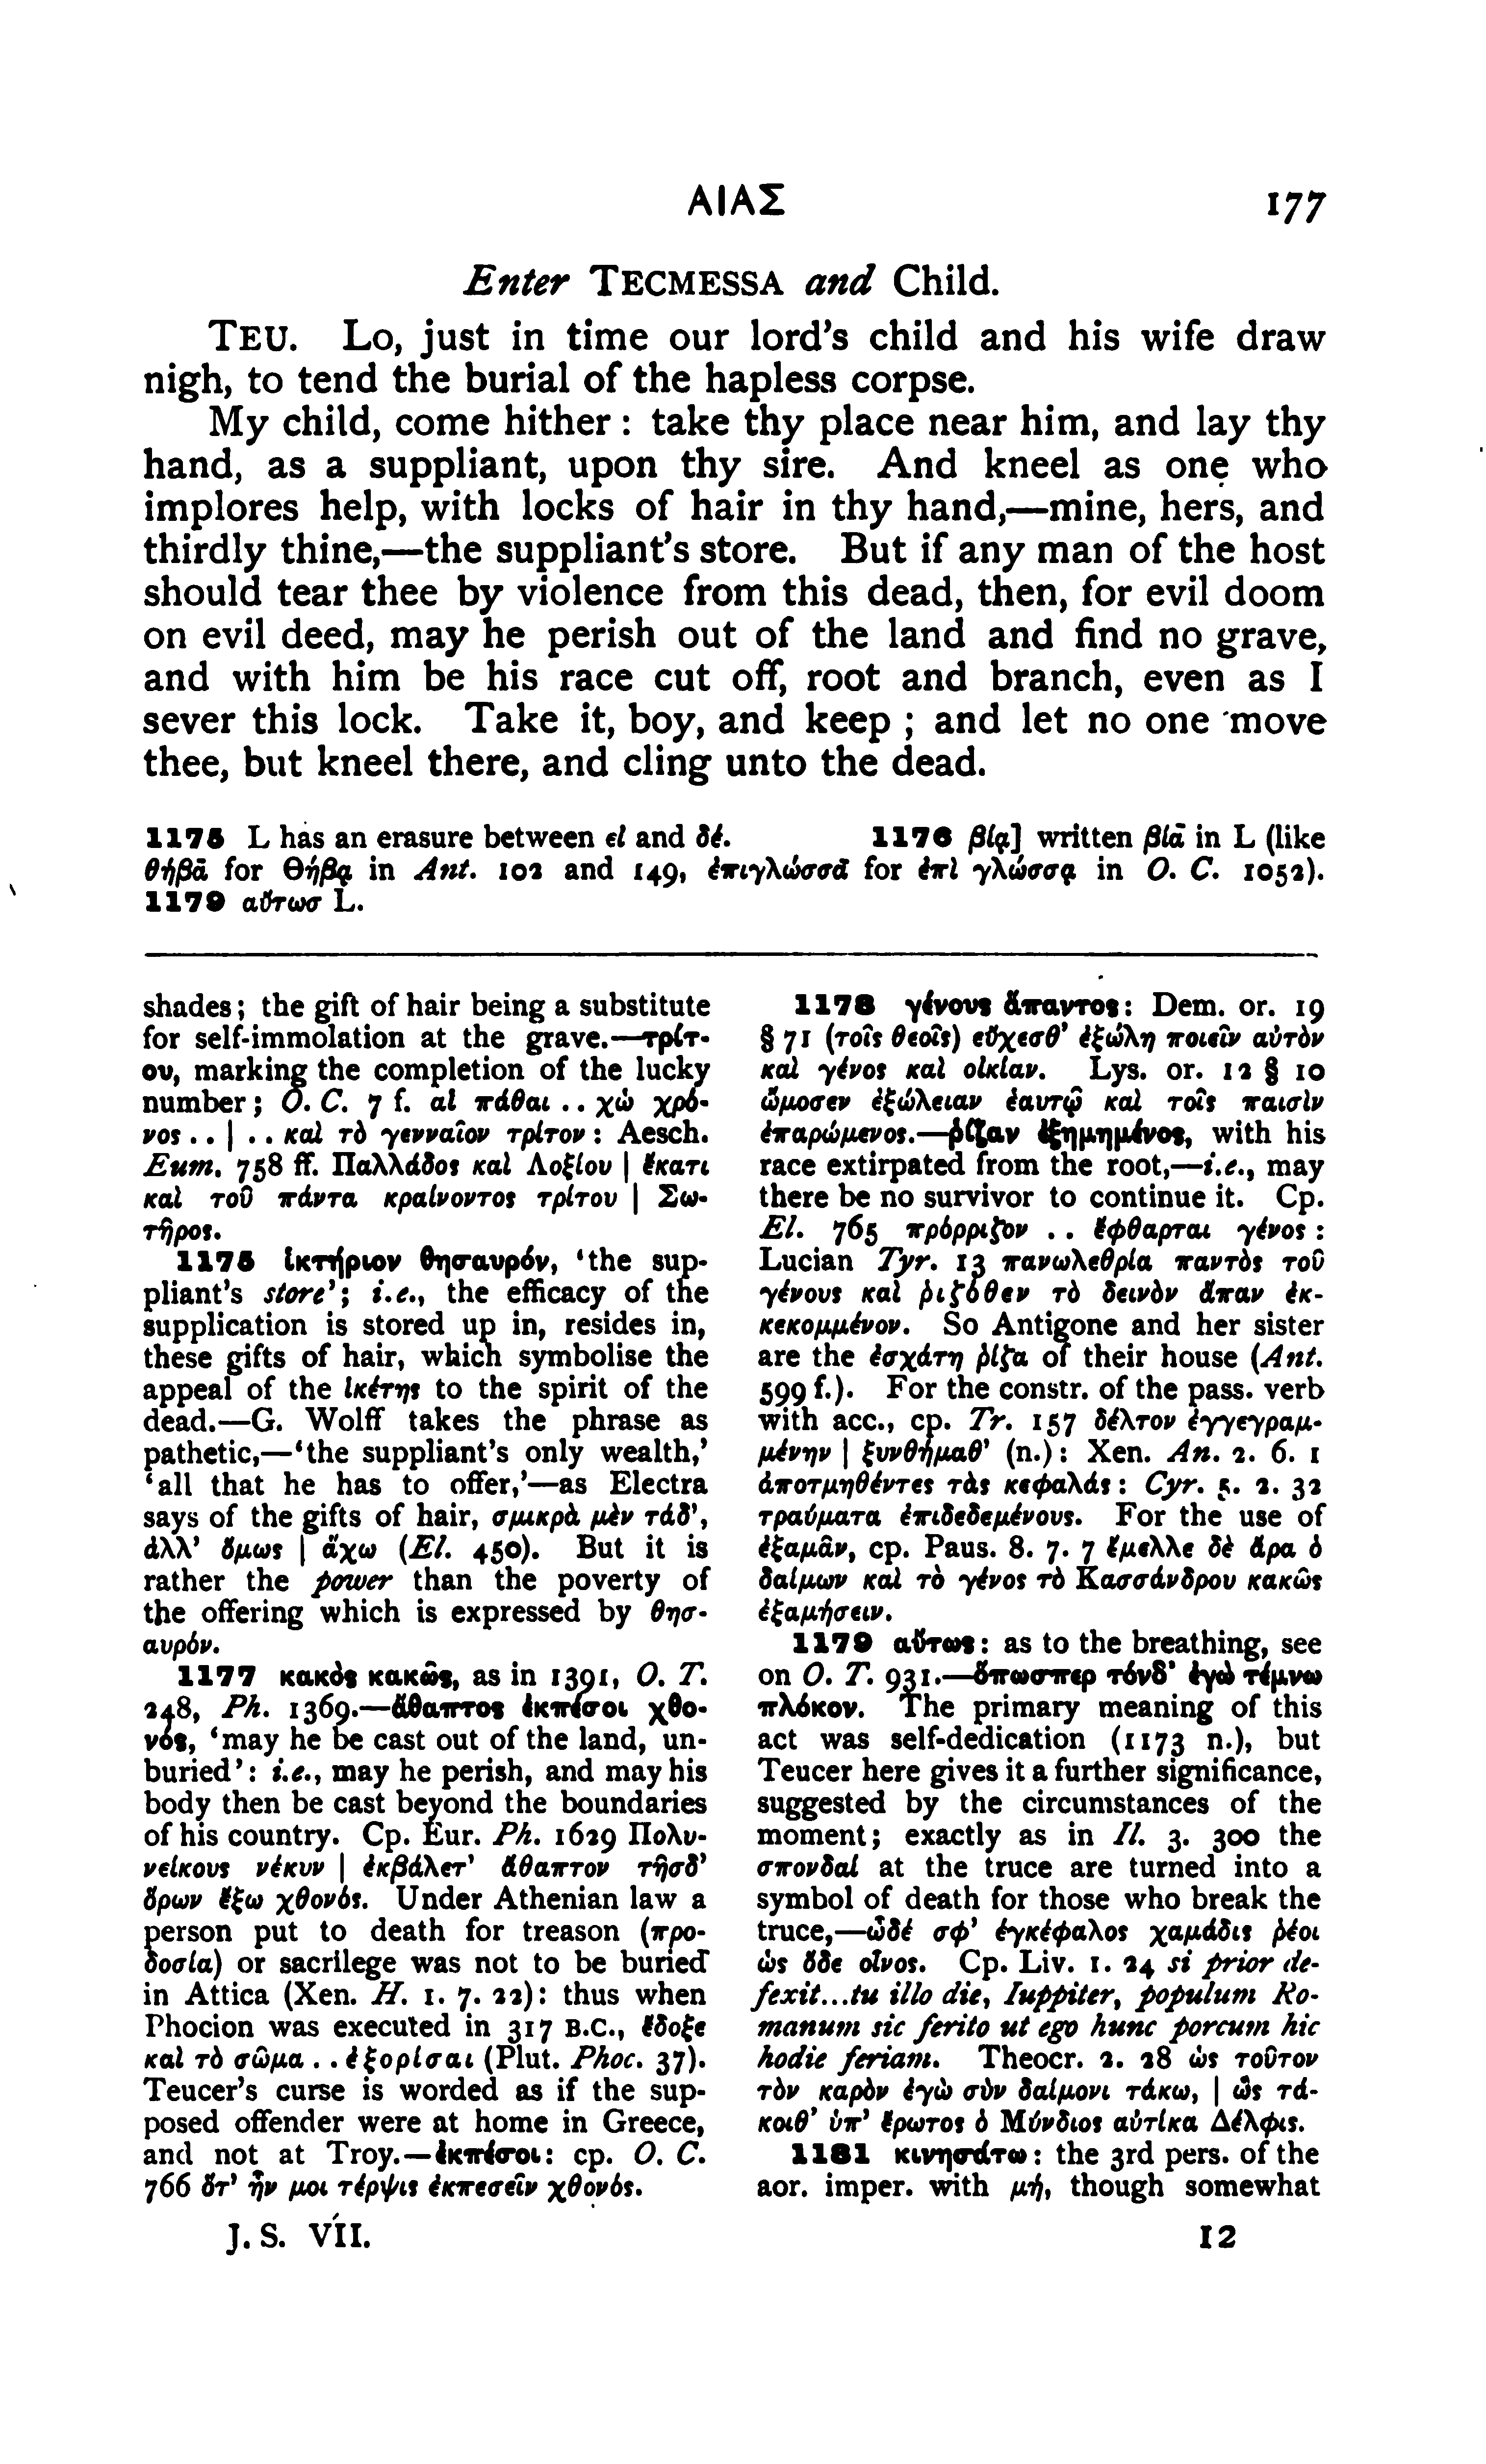 ΑΙΑΣ 177
Enter TECMESSA and Child.
TEU. Lo, just in time our lord's child and his wife draw
nigh, to tend the burial of the hapless corpse.
My child, come hither : take thy place near him, and lay thy
hand, as a suppliant, upon thy sire. And kneel as one who
implores help, with locks of hair in thy hand,—mine, hers, and
thirdly thine,—the suppliant's store. But if any man of the host
should tear thee by violence from this dead, then, for evil doom
on evil deed, may he perish out of the land and find no grave,
and with him be his race cut off, root and branch, even as I
sever this lock. Take it, boy, and keep ; and let no one move
thee, but kneel there, and cling unto the dead.
1175 L has an erasure between εἰ and δέ. 1176 βίᾳ] written βίᾱ in L (like
θήβᾱ for Θήβᾳ in Ant. 102 and 149, ἐπιγλώσσᾱ for ἐπὶ γλώσσᾳ in O. C. 1052).
1179 αὔτωσ L.
shades; the gift of hair being a substitute
for self-immolation at the grave.—τρίτ-
ου, marking the completion of the lucky
number; O. C. 7 f. αἱ πάθαι .. χὠ χρό-
νος .. | .. καὶ τὸ γενναῖον τρίτον : Aesch.
Eum. 758 ff. Παλλάδος καὶ Λοξίου | ἕκατι
καὶ τοῦ πάντα κραίνοντος τρίτου | Σω-
τῆρος.
1175 ἱκτήριον θησαυρόν, 'the sup-
pliant's store'; i.e., the efficacy of the
supplication is stored up in, resides in,
these gifts of hair, which symbolise the
appeal of the ἱκέτης to the spirit of the
dead.—G. Wolff takes the phrase as
pathetic,—'the suppliant's only wealth,'
'all that he has to offer,'—as Electra
says of the gifts of hair, σμικρὰ μὲν τάδ',
ἀλλ' ὅμως | ἅχω (El. 450). But it is
rather the power than the poverty of
the offering which is expressed by θησ-
αυρόν.
1177 κακὸς κακῶς, as in 1391, O. T.
248, Ph. 1369.—ἄθαπτος ἐκπέσοι χθο-
νός, 'may he be cast out of the land, un-
buried': i.e., may he perish, and may his
body then be cast beyond the boundaries
of his country. Cp. Eur. Ph. 1629 Πολυ-
νείκους νέκυν | ἐκβάλετ' ἄθαπτον τῆσδ'
ὅρων ἔξω χθονός. Under Athenian law a
person put to death for treason (προ-
δοσία) or sacrilege was not to be buried
in Attica (Xen. H. 1. 7. 22): thus when
Phocion was executed in 317 B.C., ἔδοξε
καὶ τὸ σῶμα . . ἐξορίσαι (Plut. Phoc. 37).
Teucer's curse is worded as if the sup-
posed offender were at home in Greece,
and not at Troy.—ἐκπέσοι: cp. O. C.
766 ὅτ' ἦν μοι τέρψις ἐκπεσεῖν χθονός.
J. S. VII.
1178 γένους ἅπαντος: Dem. or. 19
§ 71 (τοῖς θεοῖς) εὔχεσθ' ἐξώλη ποιεῖν αὐτὸν
καὶ γένος καὶ οἰκίαν. Lys. or. 12 § 10
ὤμοσεν ἐξώλειαν ἑαυτῷ καὶ τοῖς παισὶν
ἐπαρώμενος.—ῥίζαν ἐξημημένος, with his
race extirpated from the root,—i.e., may
there be no survivor to continue it. Cp.
El. 765 πρόρριζον .. ἔφθαρται γένος :
Lucian Tyr. 13 πανωλεθρία παντὸς τοῦ
γένους καὶ ῥιζόθεν τὸ δεινὸν ἅπαν ἐκ-
κεκομμένον. So Antigone and her sister
are the ἐσχάτη ῥίζα of their house (Ant.
599 f.). For the constr. of the pass. verb
with acc., cp. Tr. 157 δέλτον ἐγγεγραμ-
μένην | ξυνθήμαθ' (n.): Xen. An. 2. 6. 1
ἀποτμηθέντες τὰς κεφαλάς: Cyr. 5. 2. 32
τραύματα ἐπιδεδεμένους. For the use of
ἐξαμᾶν, cp. Paus. 8. 7. 7 ἔμελλε δὲ ἄρα ὁ
δαίμων καὶ τὸ γένος τὸ Κασσάνδρου κακῶς
ἐξαμήσειν.
1179 αὔτως: as to the breathing, see
on O. T. 931.—ὅπωσπερ τόνδ' ἐγὼ τέμνω
πλόκον. The primary meaning of this
act was self-dedication (1173 n.), but
Teucer here gives it a further significance,
suggested by the circumstances of the
moment; exactly as in Il. 3. 300 the
σπονδαί at the truce are turned into a
symbol of death for those who break the
truce,—ὧδέ σφ' ἐγκέφαλος χαμάδις ῥέοι
ὡς ὅδε οἶνος. Cp. Liv. 1. 24 si prior de-
fexit...tu illo die, Iuppiter, populum Ro-
manum sic ferito ut ego hunc porcum hic
hodie feriam. Theocr. 2. 28 ὡς τοῦτον
τὸν καρὸν ἐγὼ σὺν δαίμονι τάκω, | ὣς τά-
κοιθ' ὑπ' ἔρωτος ὁ Μύνδιος αὐτίκα Δέλφις.
1181 κινησάτω: the 3rd pers. of the
aor. imper. with μή, though somewhat
12